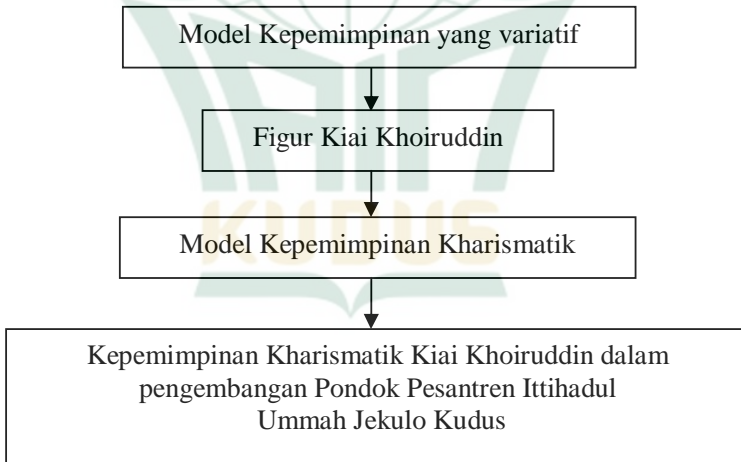 Model Kepemimpinan yang variatif
Figur Kiai Khoiruddin
KUDUS
Model Kepemimpinan Kharismatik
Kepemimpinan Kharismatik Kiai Khoiruddin dalam
pengembangan Pondok Pesantren Ittihadul
Ummah Jekulo Kudus